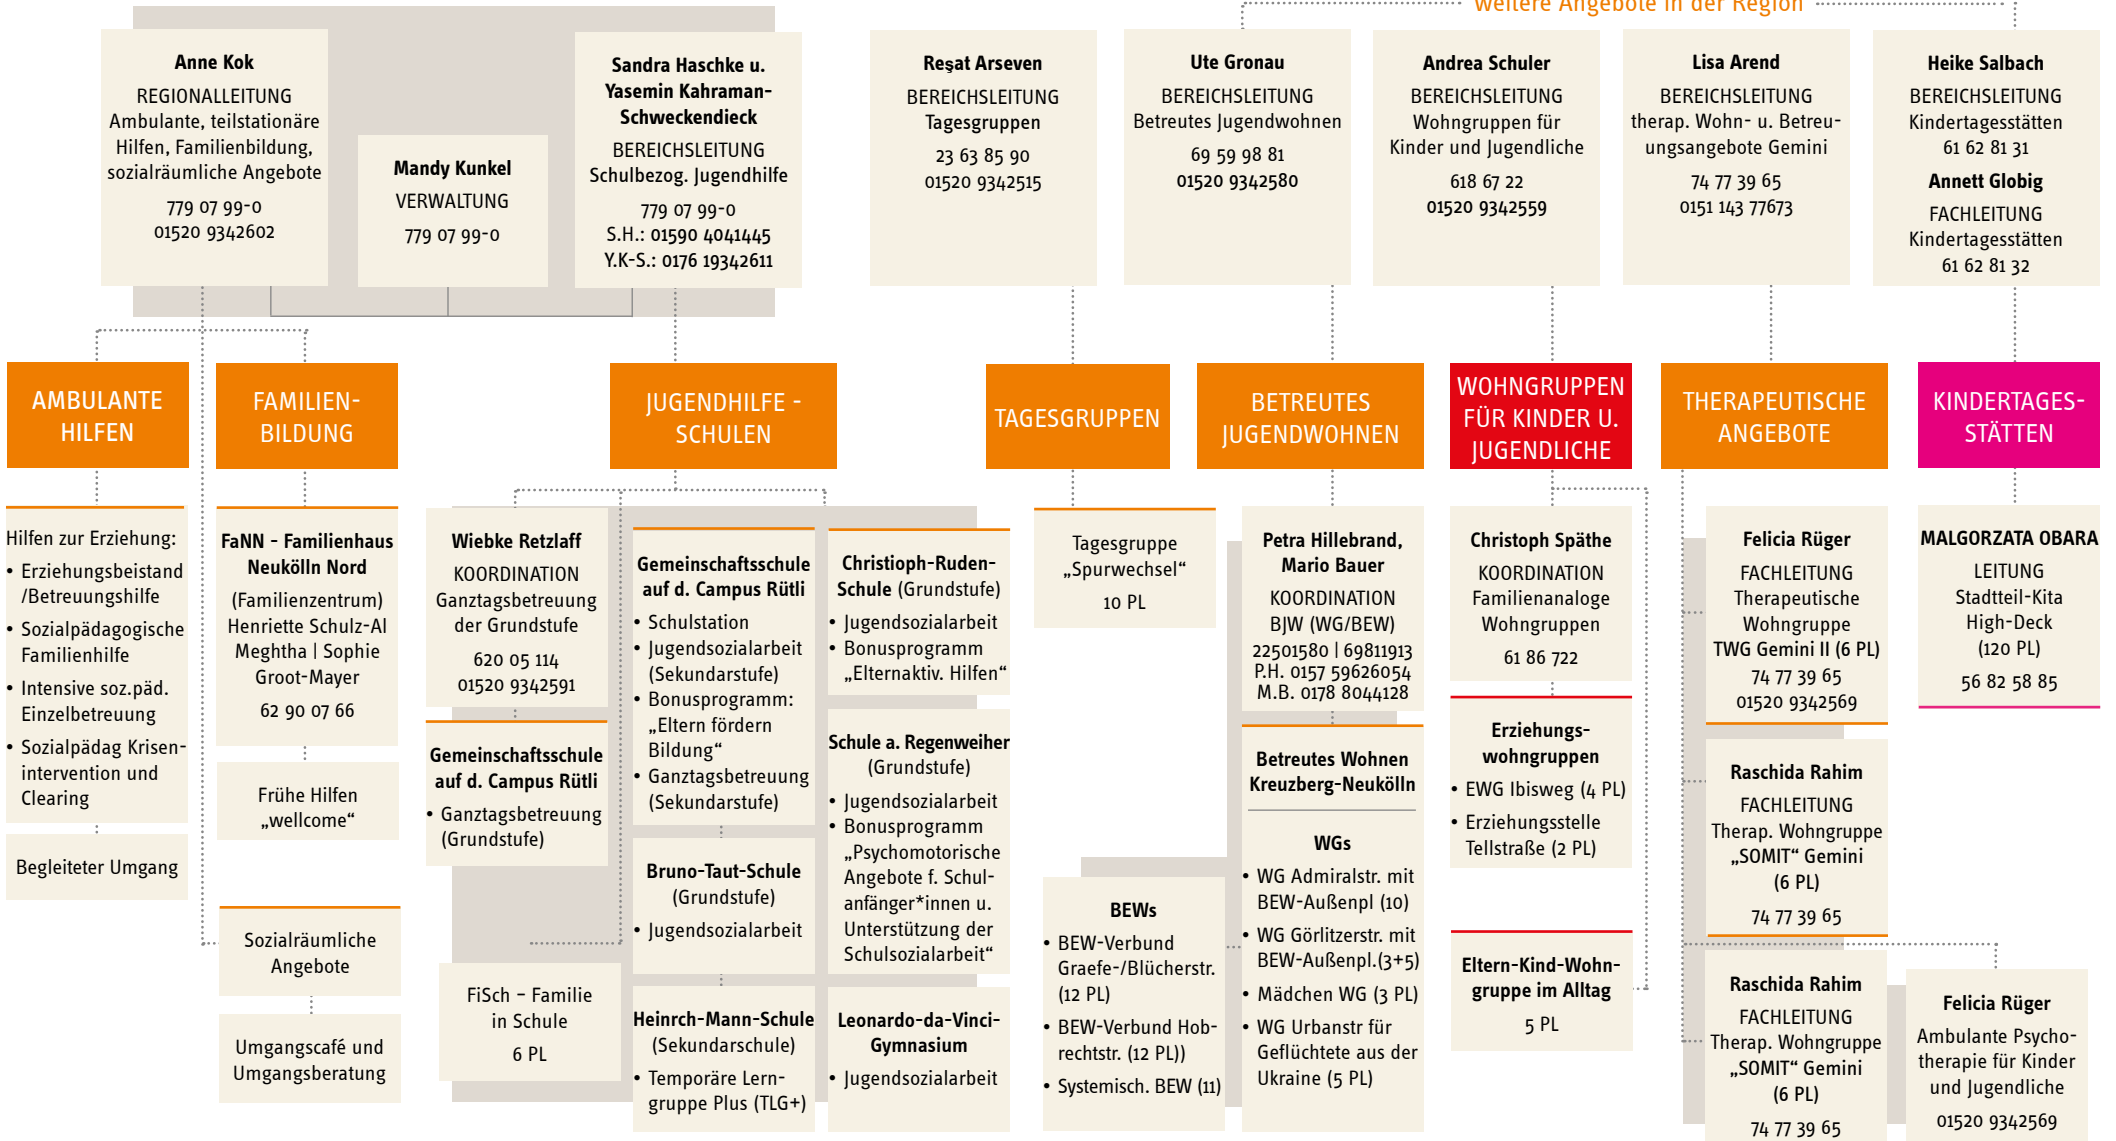 weitere Angebote in der Region
Anne Kok
REGIONALLEITUNG
Ambulante, teilstationäre
Hilfen, Familienbildung,
sozialräumliche Angebote
779 07 99-0
01520 9342602
Mandy Kunkel
VERWALTUNG
779 07 99-0
Sandra Haschke u.
Yasemin Kahraman-
Schweckendieck
BEREICHSLEITUNG
Schulbezog. Jugendhilfe
779 07 99-0
S.H.: 01590 4041445
Y.K-S.: 0176 19342611
Reşat Arseven
BEREICHSLEITUNG
Tagesgruppen
23 63 85 90
01520 9342515
Ute Gronau
BEREICHSLEITUNG
Betreutes Jugendwohnen
69 59 98 81
01520 9342580
Andrea Schuler
BEREICHSLEITUNG
Wohngruppen für
Kinder und Jugendliche
618 67 22
01520 9342559
Lisa Arend
BEREICHSLEITUNG
therap. Wohn- u. Betreu-
ungsangebote Gemini
74 77 39 65
0151 143 77673
Heike Salbach
BEREICHSLEITUNG
Kindertagesstätten
61 62 81 31
Annett Globig
FACHLEITUNG
Kindertagesstätten
61 62 81 32
AMBULANTE
HILFEN
FAMILIEN-
BILDUNG
JUGENDHILFE -
SCHULEN
TAGESGRUPPEN
BETREUTES
JUGENDWOHNEN
WOHNGRUPPEN
FÜR KINDER U.
JUGENDLICHE
THERAPEUTISCHE
ANGEBOTE
KINDERTAGES-
STÄTTEN
Hilfen zur Erziehung:
• Erziehungsbeistand
/Betreuungshilfe
• Sozialpädagogische
Familienhilfe
• Intensive soz.päd.
Einzelbetreuung
• Sozialpädag Krisen-
intervention und
Clearing
Begleiteter Umgang
FaNN - Familienhaus
Neukölln Nord
(Familienzentrum)
Henriette Schulz-Al
Meghtha | Sophie
Groot-Mayer
62 90 07 66
Frühe Hilfen
„wellcome“
Sozialräumliche
Angebote
Umgangscafé und
Umgangsberatung
Wiebke Retzlaff
KOORDINATION
Ganztagsbetreuung
der Grundstufe
620 05 114
01520 9342591
Gemeinschaftsschule
auf d. Campus Rütli
• Ganztagsbetreuung
(Grundstufe)
FiSch – Familie
in Schule
6 PL
Gemeinschaftsschule
auf d. Campus Rütli
• Schulstation
• Jugendsozialarbeit
(Sekundarstufe)
• Bonusprogramm:
„Eltern fördern
Bildung“
• Ganztagsbetreuung
(Sekundarstufe)
Bruno-Taut-Schule
(Grundstufe)
• Jugendsozialarbeit
Heinrch-Mann-Schule
(Sekundarschule)
• Temporäre Lern-
gruppe Plus (TLG+)
Christioph-Ruden-
Schule (Grundstufe)
• Jugendsozialarbeit
• Bonusprogramm
„Elternaktiv. Hilfen“
Schule a. Regenweiher
(Grundstufe)
• Jugendsozialarbeit
• Bonusprogramm
„Psychomotorische
Angebote f. Schul-
anfänger*innen u.
Unterstützung der
Schulsozialarbeit“
Leonardo-da-Vinci-
Gymnasium
• Jugendsozialarbeit
Tagesgruppe
„Spurwechsel“
10 PL
Petra Hillebrand,
Mario Bauer
KOORDINATION
BJW (WG/BEW)
22501580 | 69811913
P.H. 0157 59626054
M.B. 0178 8044128
Betreutes Wohnen
Kreuzberg-Neukölln
WGs
• WG Admiralstr. mit
BEW-Außenpl (10)
• WG Görlitzerstr. mit
BEW-Außenpl.(3+5)
• Mädchen WG (3 PL)
• WG Urbanstr für
Geflüchtete aus der
Ukraine (5 PL)
BEWs
• BEW-Verbund
Graefe-/Blücherstr.
(12 PL)
• BEW-Verbund Hob-
rechtstr. (12 PL))
• Systemisch. BEW (11)
Christoph Späthe
KOORDINATION
Familienanaloge
Wohngruppen
61 86 722
Erziehungs-
wohngruppen
• EWG Ibisweg (4 PL)
• Erziehungsstelle
Tellstraße (2 PL)
Eltern-Kind-Wohn-
gruppe im Alltag
5 PL
Felicia Rüger
FACHLEITUNG
Therapeutische
Wohngruppe
TWG Gemini II (6 PL)
74 77 39 65
01520 9342569
Raschida Rahim
FACHLEITUNG
Therap. Wohngruppe
„SOMIT“ Gemini
(6 PL)
74 77 39 65
Raschida Rahim
FACHLEITUNG
Therap. Wohngruppe
„SOMIT“ Gemini
(6 PL)
74 77 39 65
Felicia Rüger
Ambulante Psycho-
therapie für Kinder
und Jugendliche
01520 9342569
MALGORZATA OBARA
LEITUNG
Stadtteil-Kita
High-Deck
(120 PL)
56 82 58 85